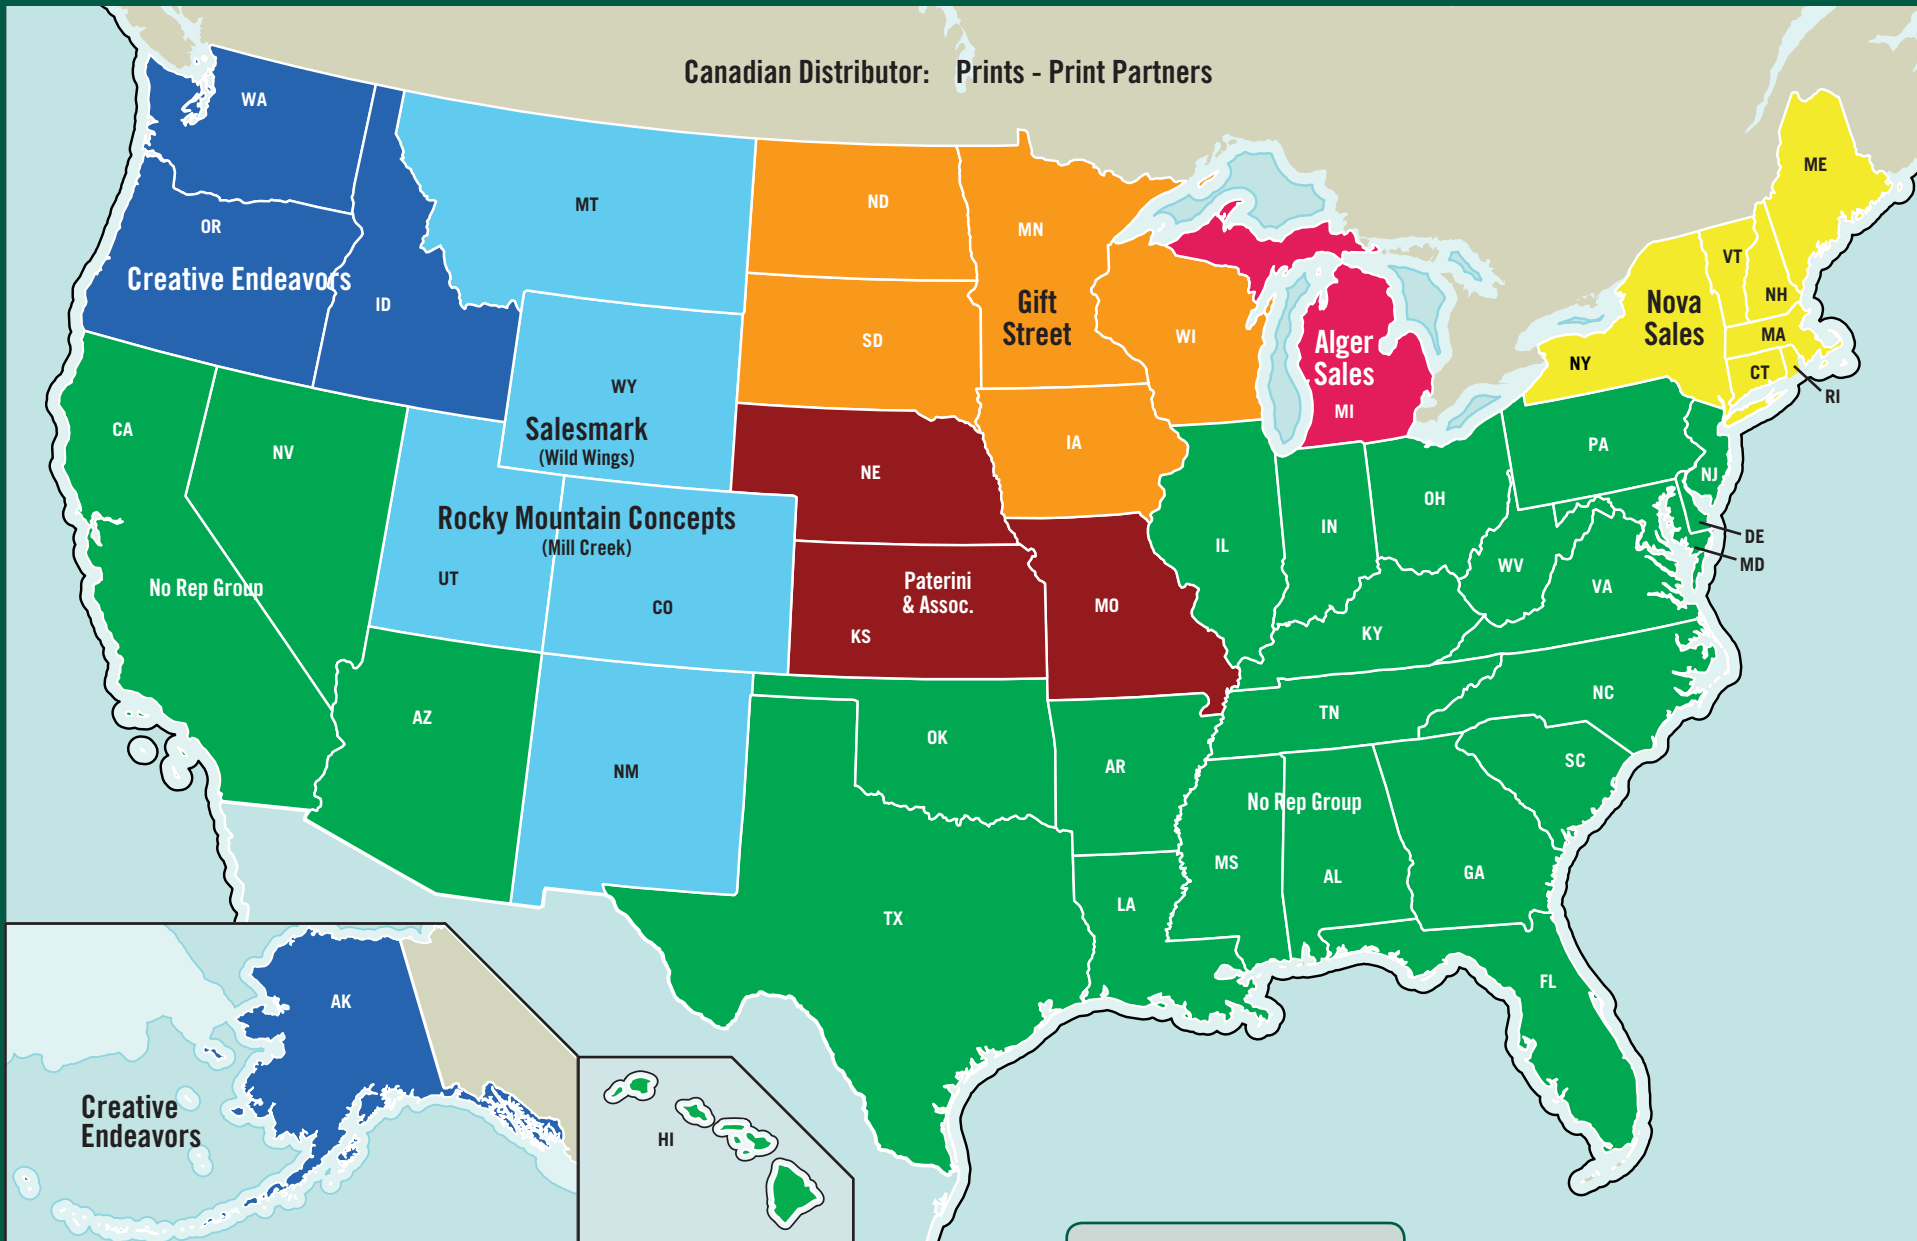 Canadian Distributor: Prints - Print Partners
WA
OR
Creative Endeavors
ID
MT
WY
Salesmark
(Wild Wings)
Rocky Mountain Concepts
(Mill Creek)
UT
CO
NM
ND
MN
SD
Gift
Street
WI
IA
Alger
Sales
MI
ME
VT
NH
Nova
Sales
MA
NY
CT
RI
CA
NV
No Rep Group
AZ
NE
Paterini
& Assoc.
KS
MO
PA
NJ
OH
IN
IL
DE
MD
WV
VA
KY
NC
TN
SC
OK
AR
No Rep Group
MS
AL
GA
LA
TX
FL
AK
Creative
Endeavors
HI